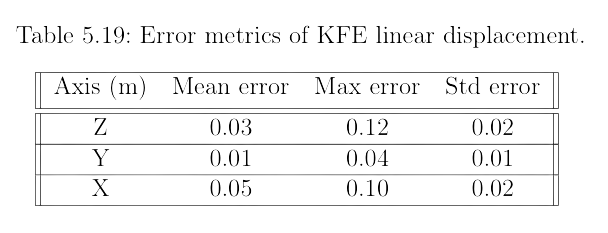 Table 5.19: Error metrics of KFE linear displacement.
Axis (m) Mean error Max error Std error
Z 0.03 0.12 0.02
Y 0.01 0.04 0.01
X 0.05 0.10 0.02